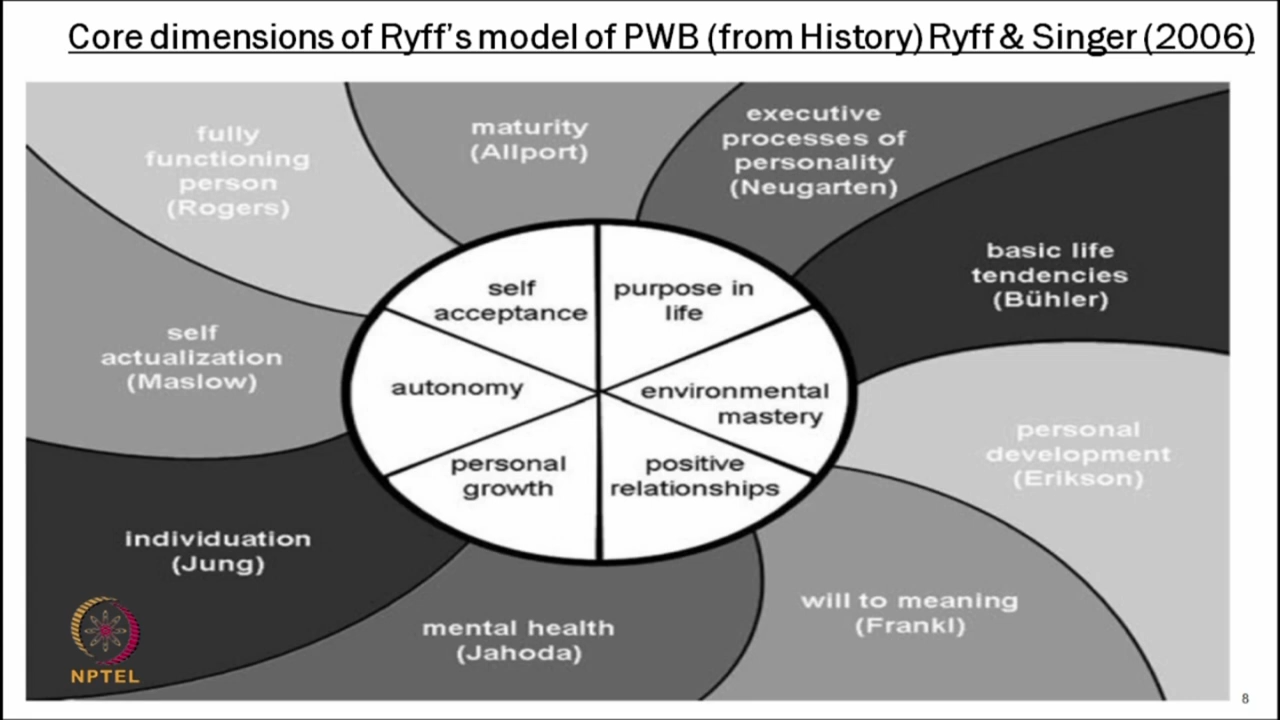 Core dimensions of Ryff's model of PWB (from History) Ryff & Singer (2006)
fully
functioning
person
(Rogers)
maturity
(Allport)
executive
processes of
personality
(Neugarten)
basic life
tendencies
(Bühler)
self
acceptance
purpose in
life
self
actualization
(Maslow)
autonomy
environmental
mastery
personal
development
(Erikson)
personal
growth
positive
relationships
individuation
(Jung)
mental health
(Jahoda)
will to meaning
(Frankl)
NPTEL
8